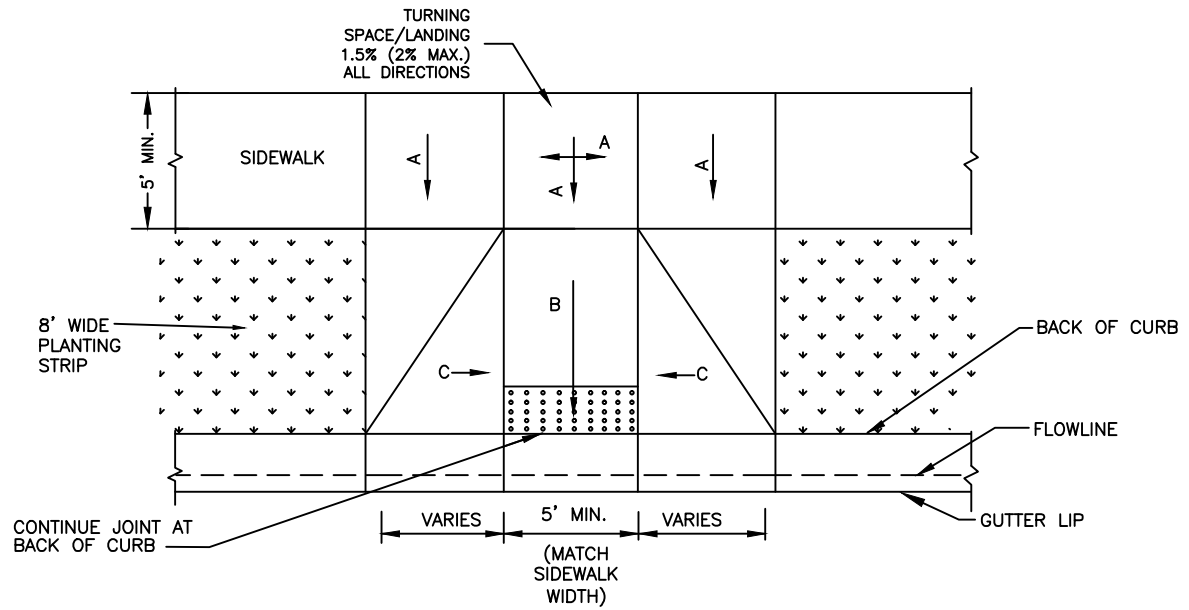 TURNING
SPACE/LANDING
1.5% (2% MAX.)
ALL DIRECTIONS
5' MIN.
SIDEWALK
A
A
A
A
B
8' WIDE
PLANTING
STRIP
BACK OF CURB
C
C
FLOWLINE
CONTINUE JOINT AT
BACK OF CURB
VARIES
5' MIN.
VARIES
GUTTER LIP
(MATCH
SIDEWALK
WIDTH)